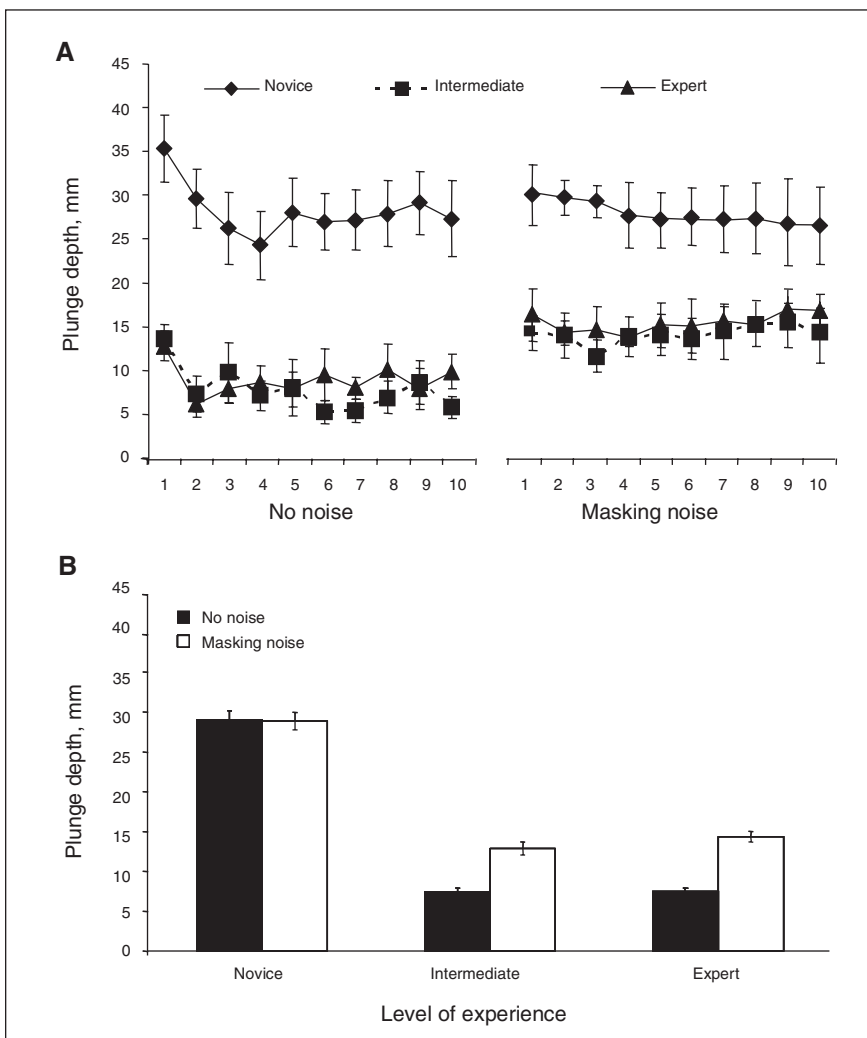 A
45
40
35
30
25
20
15
10
5
0
Plunge depth, mm
Novice Intermediate Expert
1 2 3 4 5 6 7 8 9 10
No noise
1 2 3 4 5 6 7 8 9 10
Masking noise
B
45
40
35
30
25
20
15
10
5
0
Plunge depth, mm
No noise
Masking noise
Novice Intermediate Expert
Level of experience